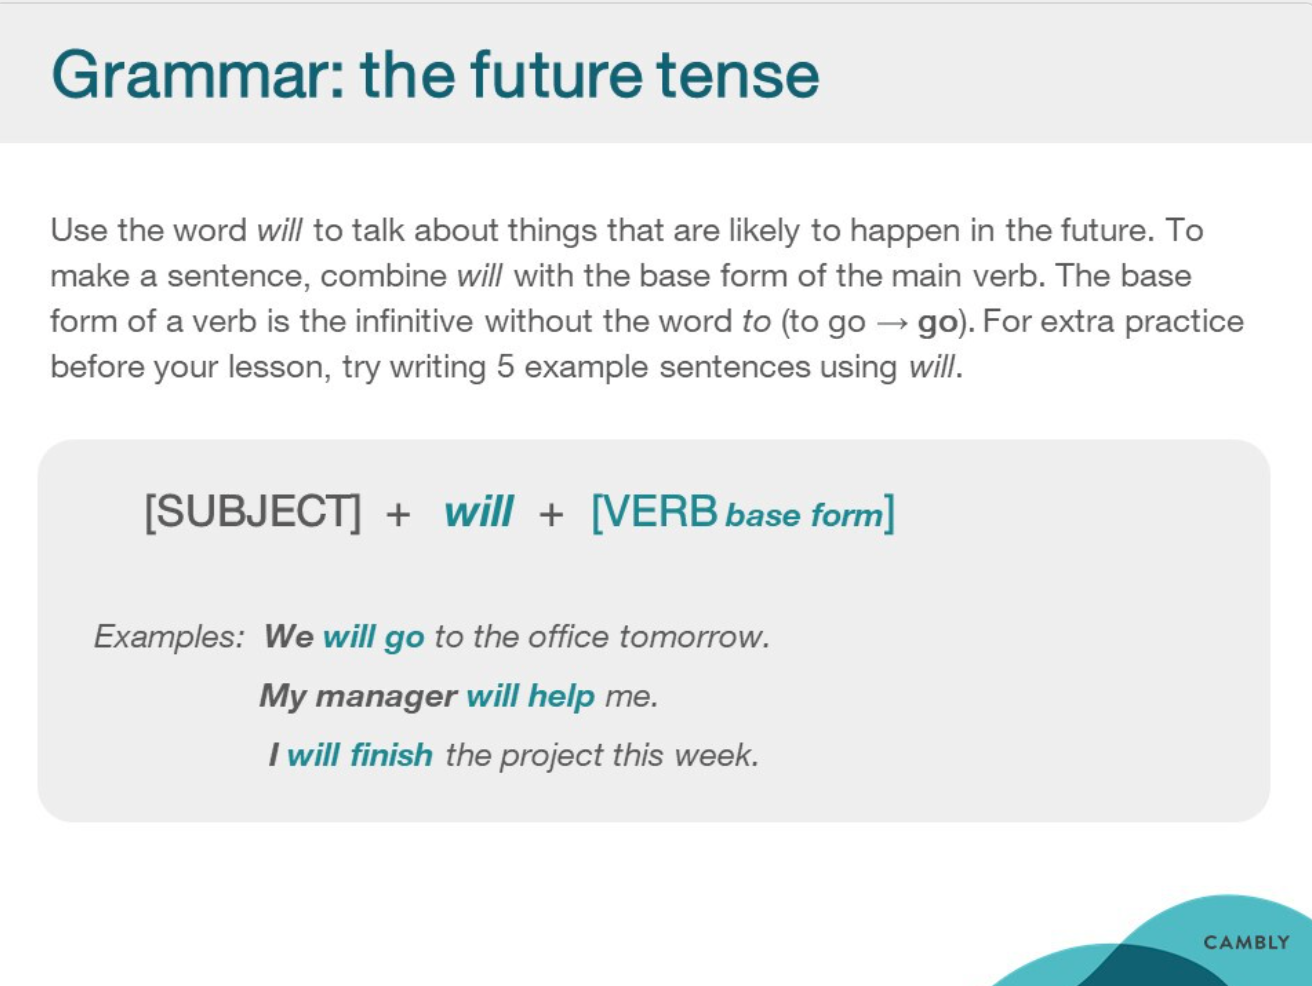 Grammar: the future tense
Use the word will to talk about things that are likely to happen in the future. To
make a sentence, combine will with the base form of the main verb. The base
form of a verb is the infinitive without the word to (to go → go). For extra practice
before your lesson, try writing 5 example sentences using will.
[SUBJECT] + will + [VERB base form]
Examples: We will go to the office tomorrow.
My manager will help me.
I will finish the project this week.
CAMBLY